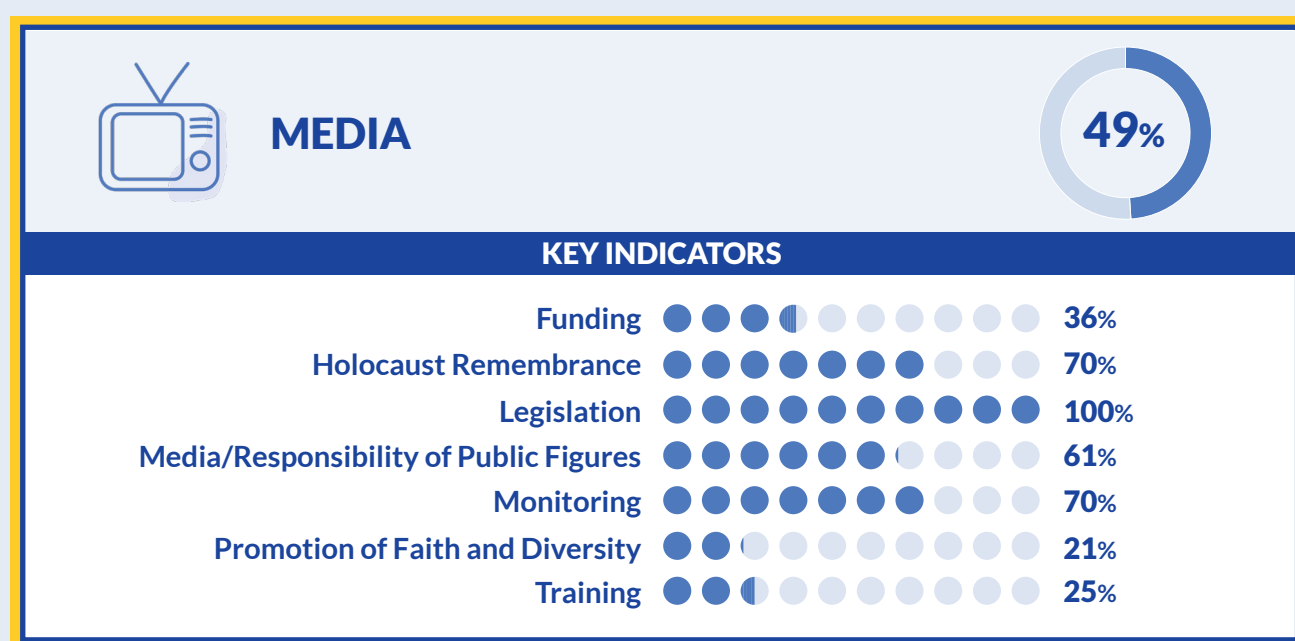 MEDIA
49%
KEY INDICATORS
Funding 36%
Holocaust Remembrance 70%
Legislation 100%
Media/Responsibility of Public Figures 61%
Monitoring 70%
Promotion of Faith and Diversity 21%
Training 25%